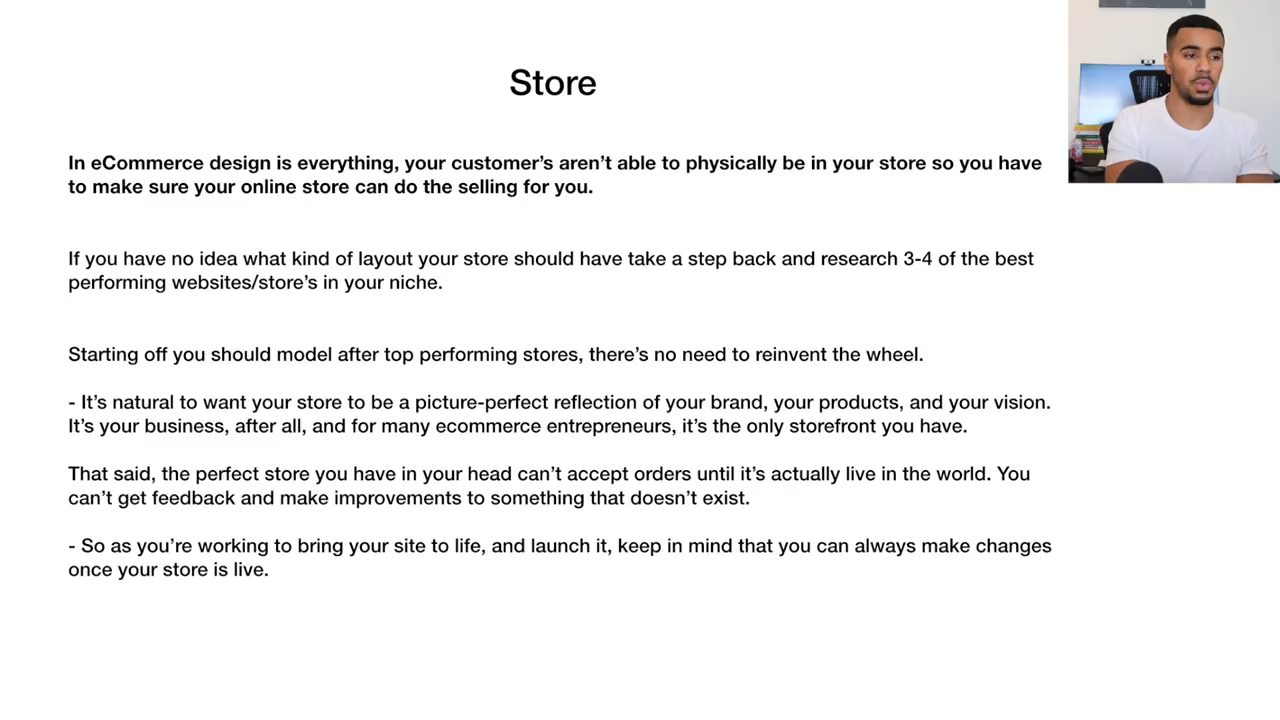 Store
In eCommerce design is everything, your customer’s aren’t able to physically be in your store so you have
to make sure your online store can do the selling for you.
If you have no idea what kind of layout your store should have take a step back and research 3-4 of the best
performing websites/store’s in your niche.
Starting off you should model after top performing stores, there’s no need to reinvent the wheel.
- It’s natural to want your store to be a picture-perfect reflection of your brand, your products, and your vision.
It’s your business, after all, and for many ecommerce entrepreneurs, it’s the only storefront you have.
That said, the perfect store you have in your head can’t accept orders until it’s actually live in the world. You
can’t get feedback and make improvements to something that doesn’t exist.
- So as you’re working to bring your site to life, and launch it, keep in mind that you can always make changes
once your store is live.